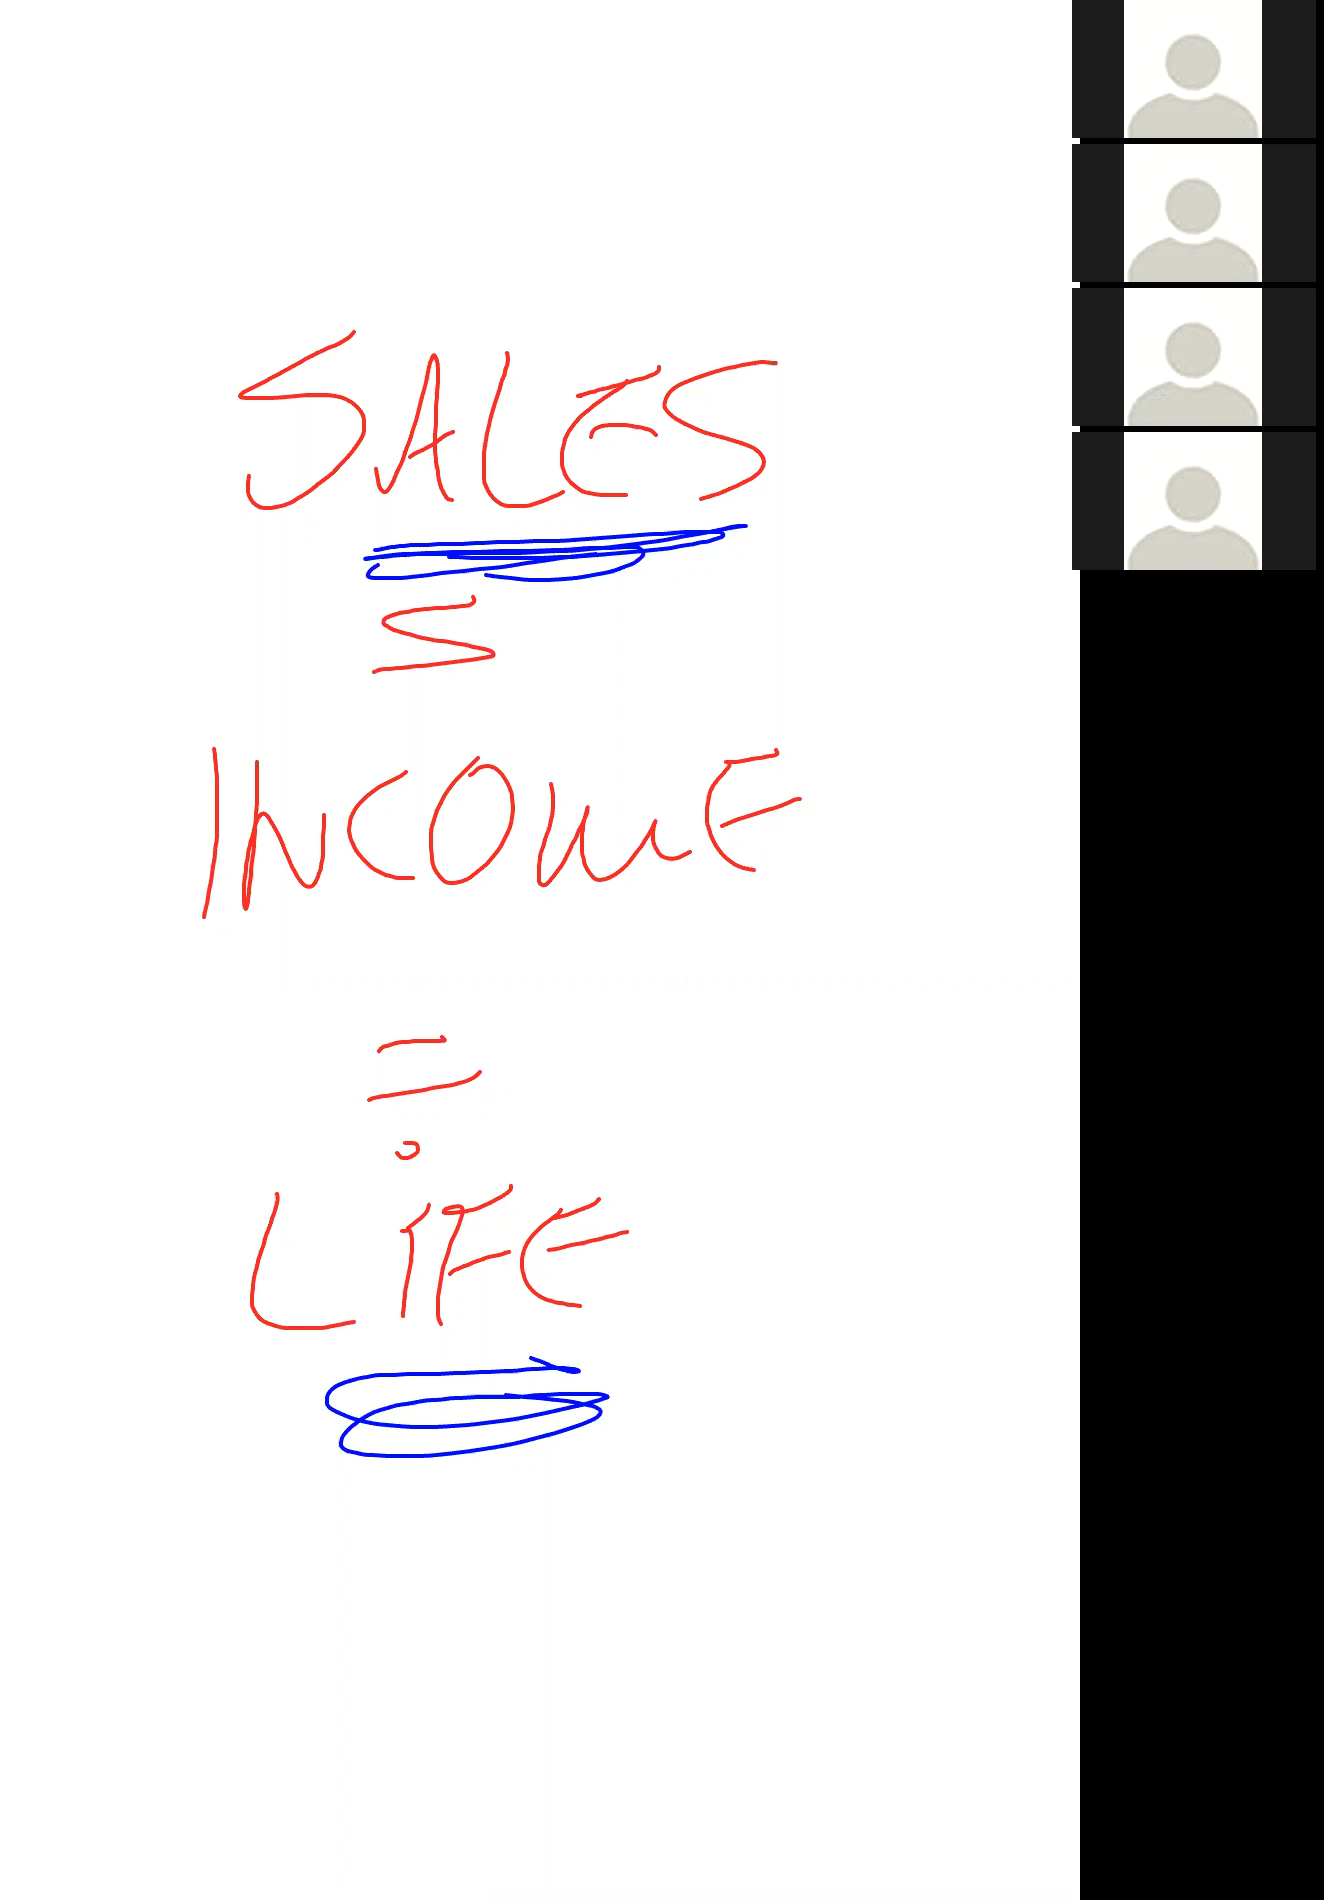 SALES
=
INCOME
=
LIFE